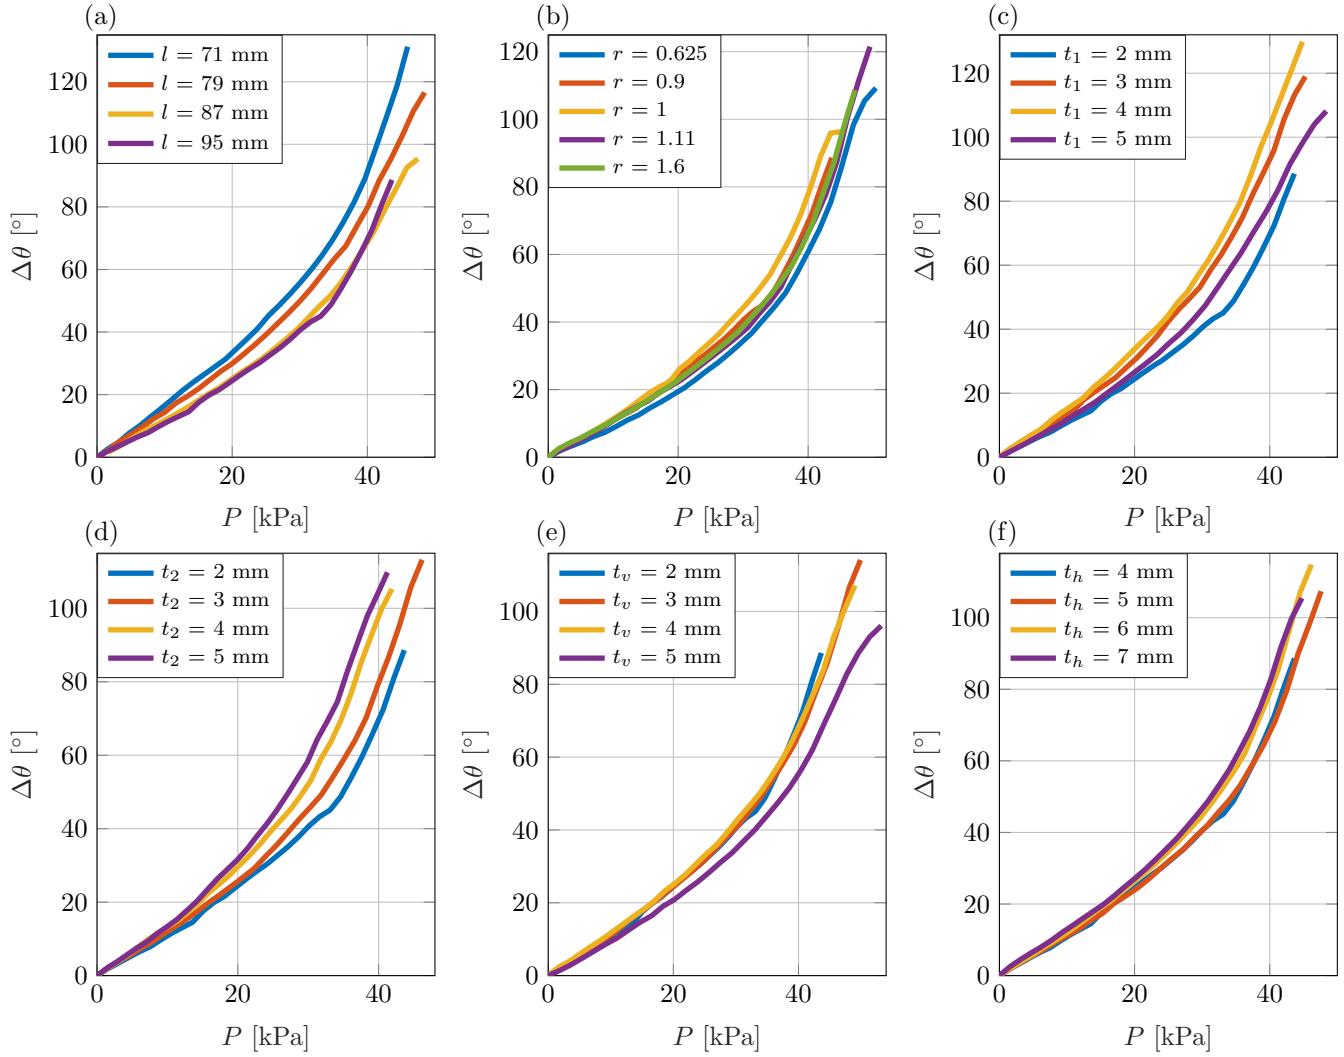 (a)
l = 71 mm
l = 79 mm
l = 87 mm
l = 95 mm
0
20
40
60
80
100
120
Δθ [°]
0 20 40
P [kPa]
(b)
r = 0.625
r = 0.9
r = 1
r = 1.11
r = 1.6
0
20
40
60
80
100
120
Δθ [°]
0 20 40
P [kPa]
(c)
t₁ = 2 mm
t₁ = 3 mm
t₁ = 4 mm
t₁ = 5 mm
0
20
40
60
80
100
120
Δθ [°]
0 20 40
P [kPa]
(d)
t₂ = 2 mm
t₂ = 3 mm
t₂ = 4 mm
t₂ = 5 mm
0
20
40
60
80
100
Δθ [°]
0 20 40
P [kPa]
(e)
tᵥ = 2 mm
tᵥ = 3 mm
tᵥ = 4 mm
tᵥ = 5 mm
0
20
40
60
80
100
Δθ [°]
0 20 40
P [kPa]
(f)
tₕ = 4 mm
tₕ = 5 mm
tₕ = 6 mm
tₕ = 7 mm
0
20
40
60
80
100
Δθ [°]
0 20 40
P [kPa]